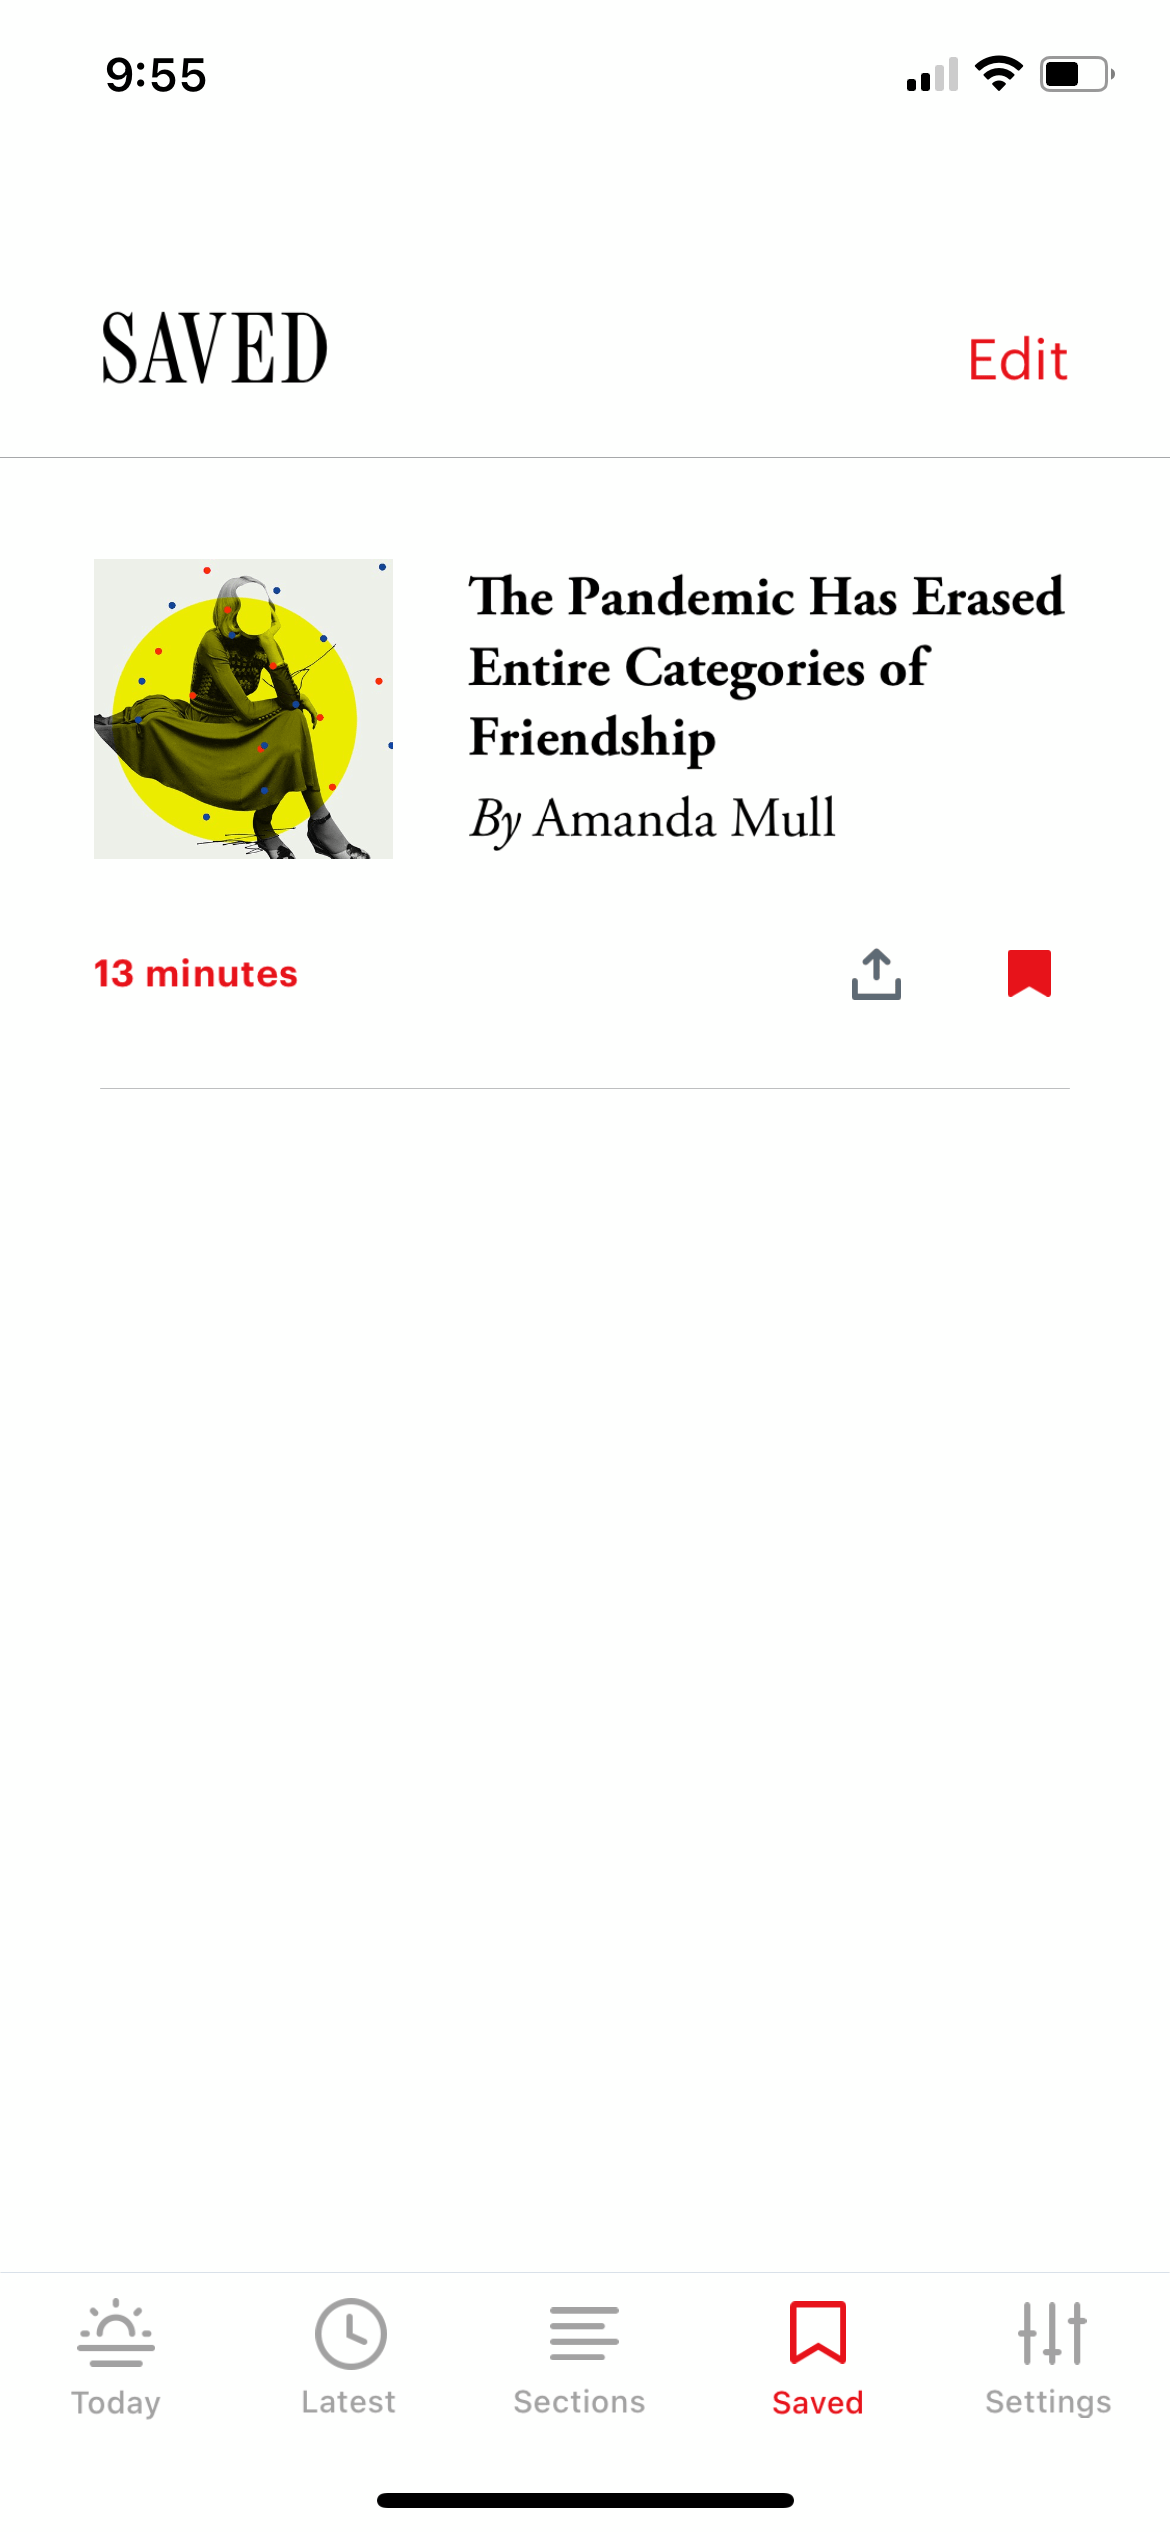 9:55
SAVED
Edit
The Pandemic Has Erased
Entire Categories of
Friendship
By Amanda Mull
13 minutes
Today
Latest
Sections
Saved
Settings